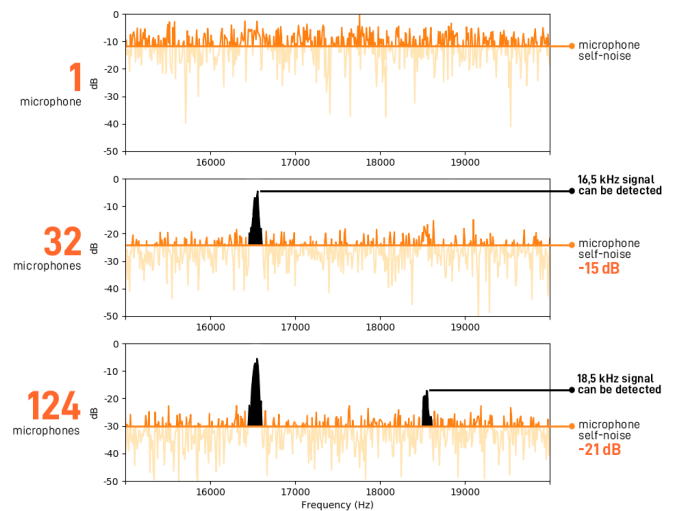 0
-10
-20
-30
-40
-50
dB
1
microphone
microphone
self-noise
16000
17000
18000
19000
0
-10
-20
-30
-40
-50
dB
32
microphones
16,5 kHz signal
can be detected
microphone
self-noise
-15 dB
16000
17000
18000
19000
0
-10
-20
-30
-40
-50
dB
124
microphones
18,5 kHz signal
can be detected
microphone
self-noise
-21 dB
16000
17000
18000
19000
Frequency (Hz)